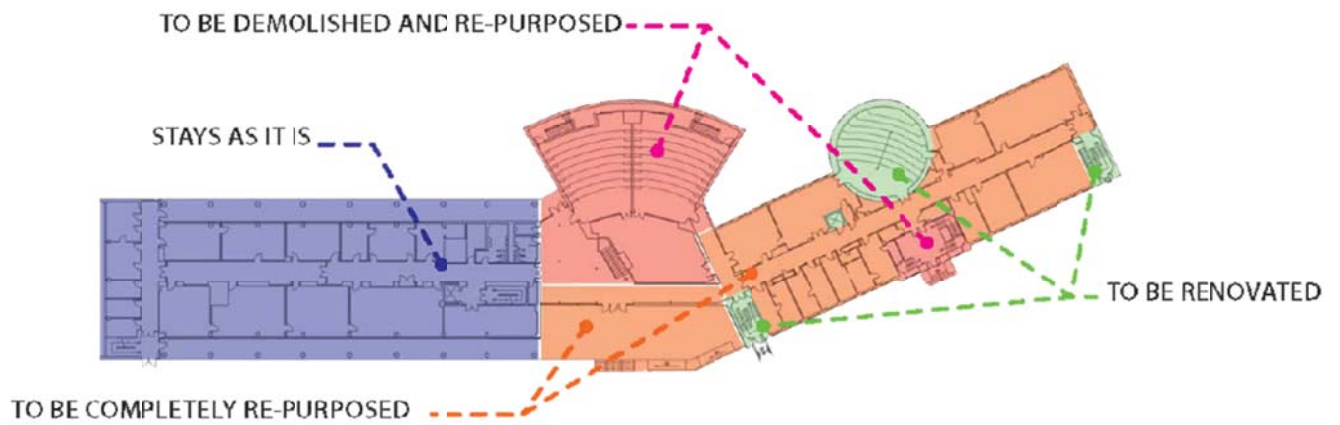 TO BE DEMOLISHED AND RE-PURPOSED
STAYS AS IT IS
TO BE RENOVATED
TO BE COMPLETELY RE-PURPOSED